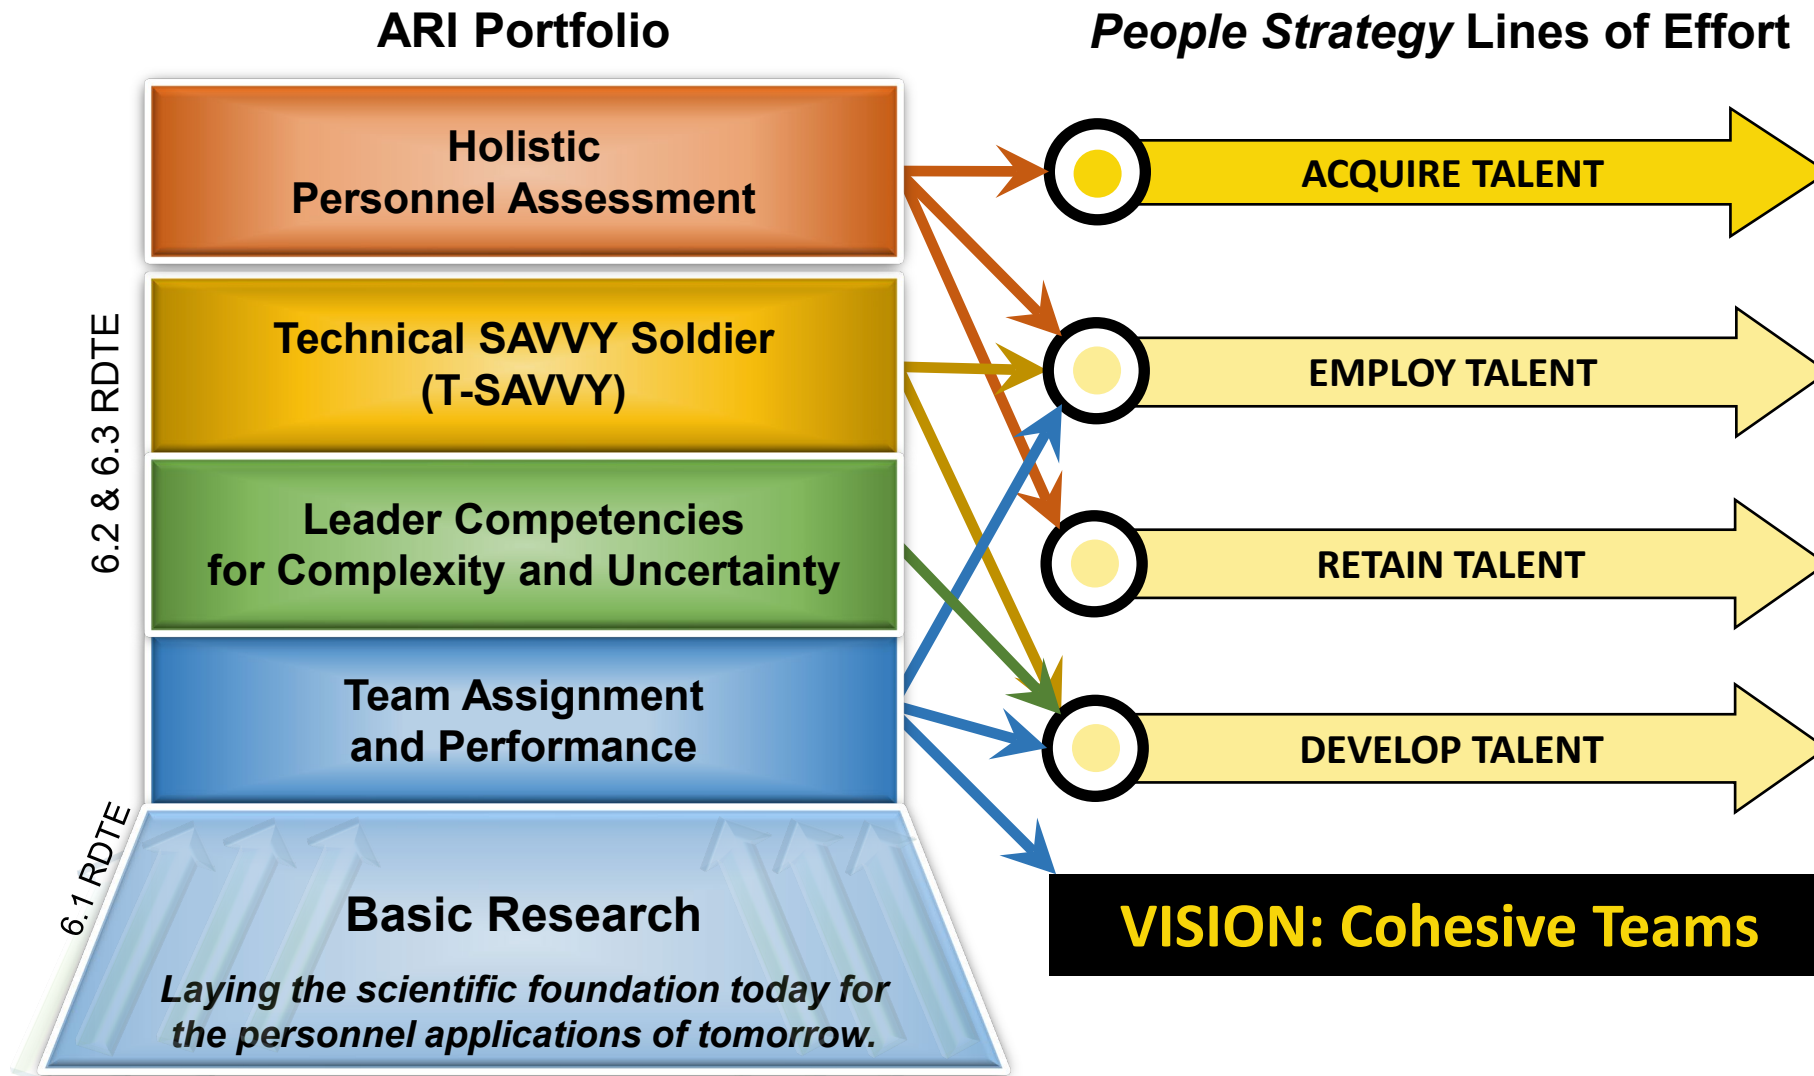 ARI Portfolio
People Strategy Lines of Effort
Holistic
Personnel Assessment
Technical SAVVY Soldier
(T-SAVVY)
Leader Competencies
for Complexity and Uncertainty
Team Assignment
and Performance
6.2 & 6.3 RDTE
6.1 RDTE
Basic Research
Laying the scientific foundation today for
the personnel applications of tomorrow.
ACQUIRE TALENT
EMPLOY TALENT
RETAIN TALENT
DEVELOP TALENT
VISION: Cohesive Teams